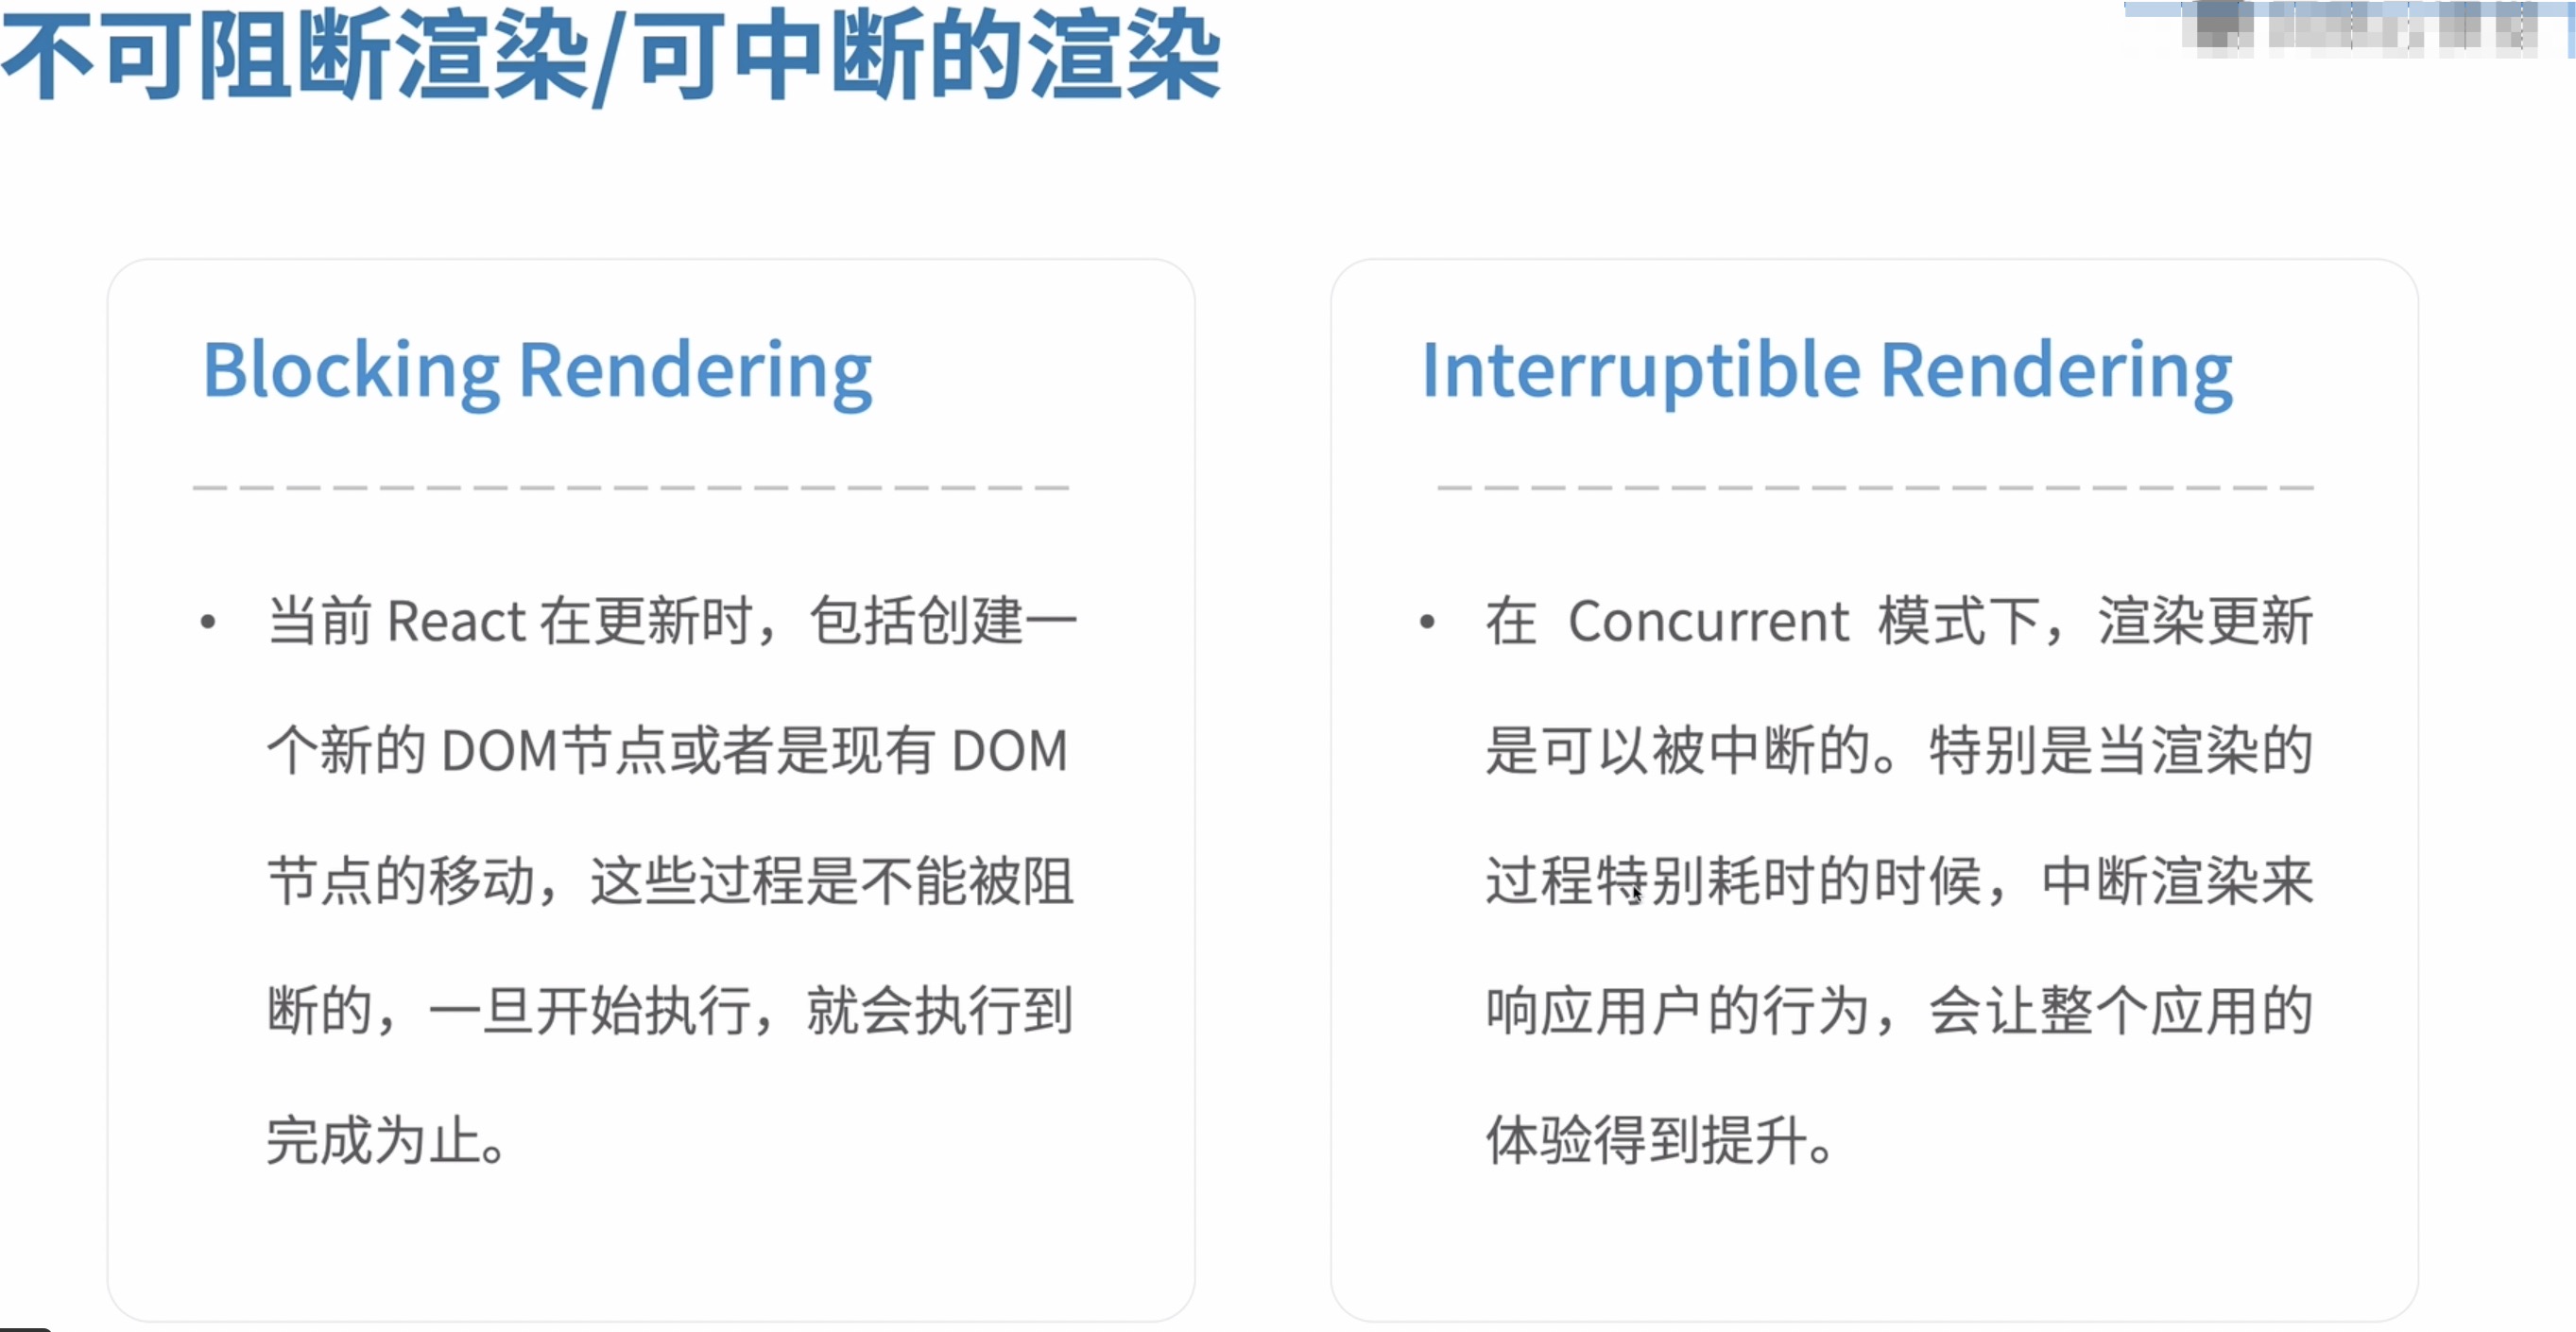 不可阻断渲染/可中断的渲染
Blocking Rendering
• 当前 React 在更新时，包括创建一
个新的 DOM节点或者是现有 DOM
节点的移动，这些过程是不能被阻
断的，一旦开始执行，就会执行到
完成为止。
Interruptible Rendering
• 在 Concurrent 模式下，渲染更新
是可以被中断的。特别是当渲染的
过程特别耗时的时候，中断渲染来
响应用户的行为，会让整个应用的
体验得到提升。